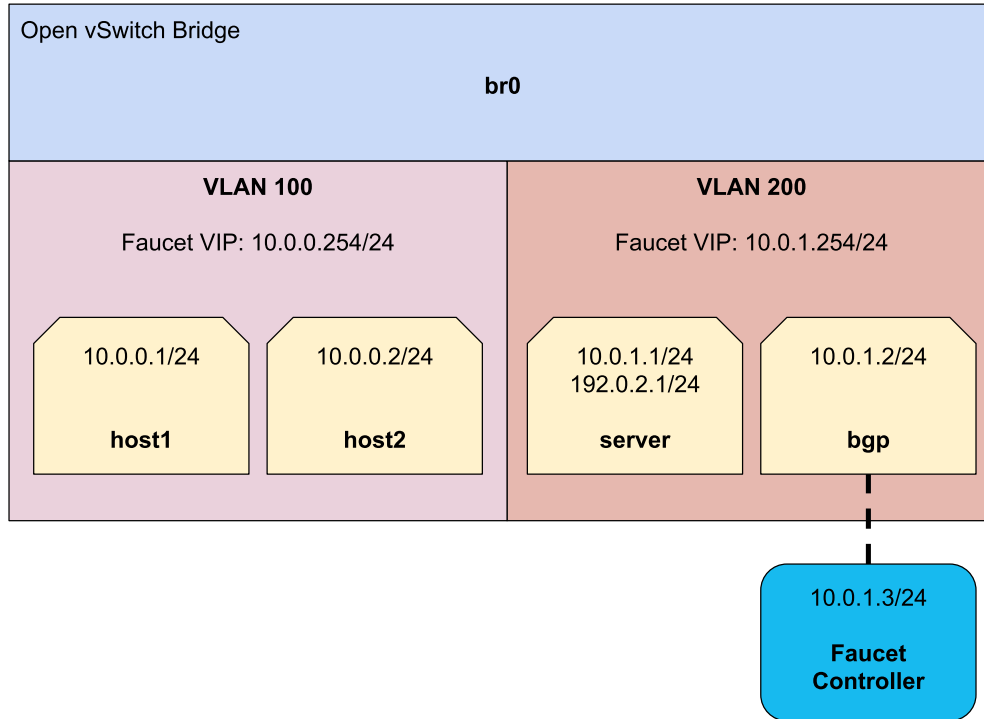 Open vSwitch Bridge
br0
VLAN 100
Faucet VIP: 10.0.0.254/24
10.0.0.1/24
host1
10.0.0.2/24
host2
VLAN 200
Faucet VIP: 10.0.1.254/24
10.0.1.1/24
192.0.2.1/24
server
10.0.1.2/24
bgp
10.0.1.3/24
Faucet
Controller